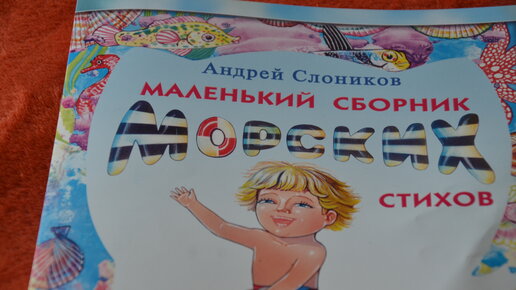 Андрей Слоников
МАЛЕНЬКИЙ СБОРНИК
МОРСКИХ
СТИХОВ